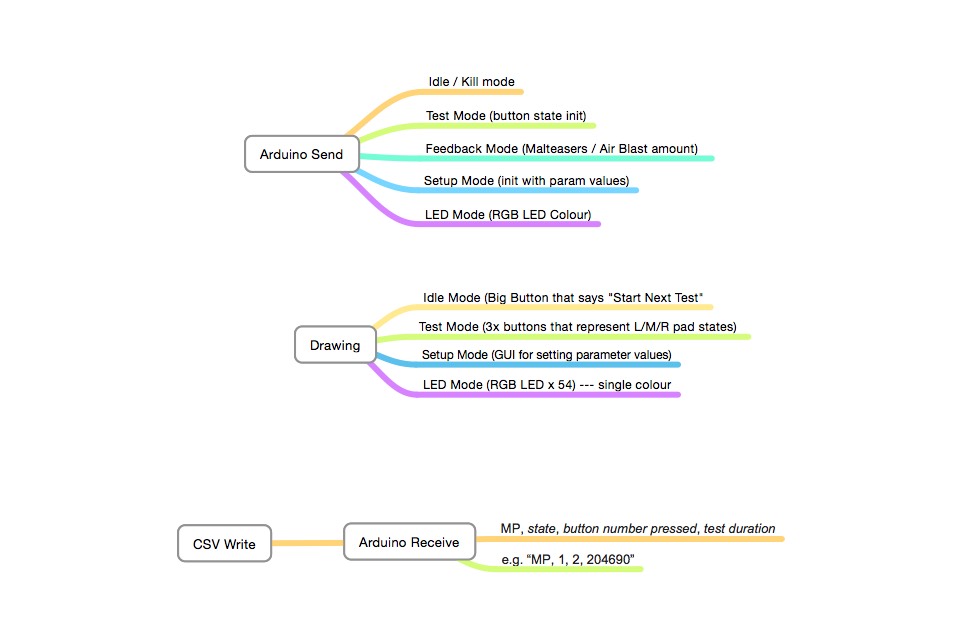 Idle / Kill mode
Test Mode (button state init)
Arduino Send
Feedback Mode (Malteasers / Air Blast amount)
Setup Mode (init with param values)
LED Mode (RGB LED Colour)
Idle Mode (Big Button that says "Start Next Test"
Test Mode (3x buttons that represent L/M/R pad states)
Drawing
Setup Mode (GUI for setting parameter values)
LED Mode (RGB LED x 54) --- single colour
MP, state, button number pressed, test duration
CSV Write
Arduino Receive
e.g. “MP, 1, 2, 204690”